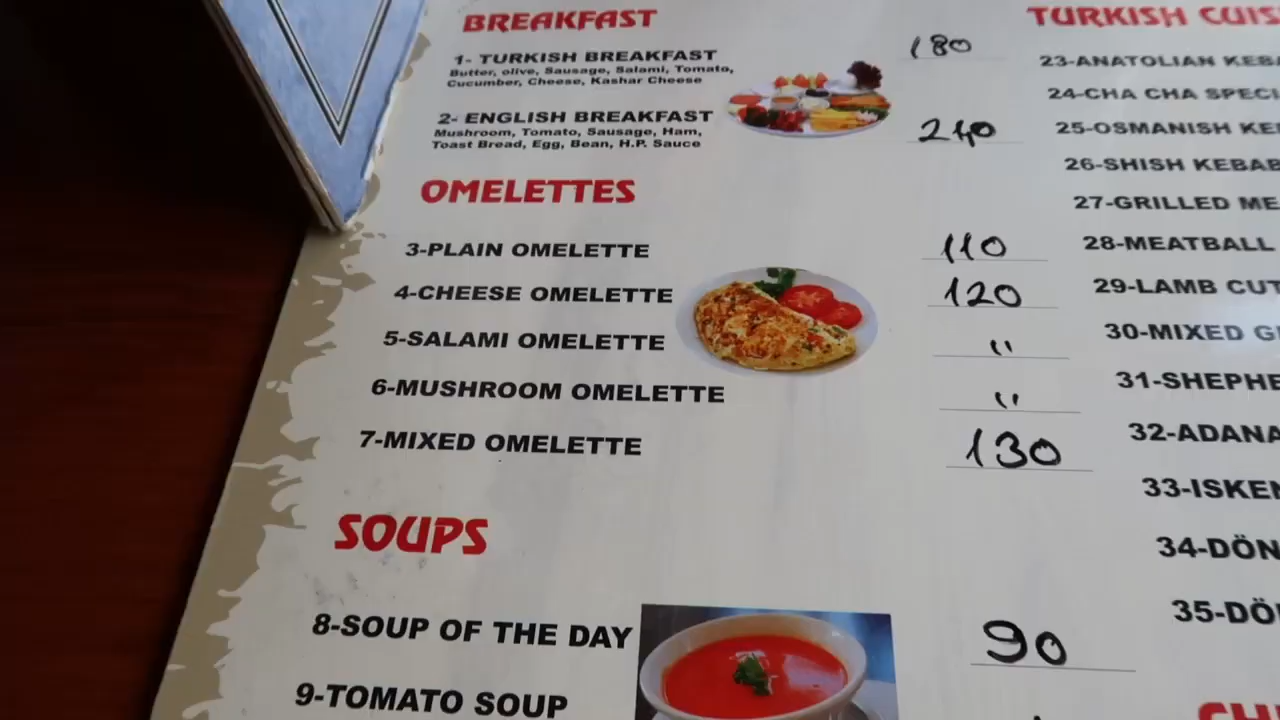 BREAKFAST
1- TURKISH BREAKFAST 180
Butter, olive, Sausage, Salami, Tomato,
Cucumber, Cheese, Kashar Cheese
2- ENGLISH BREAKFAST 240
Mushroom, Tomato, Sausage, Ham,
Toast Bread, Egg, Bean, H.P. Sauce
OMELETTES
3-PLAIN OMELETTE 110
4-CHEESE OMELETTE 120
5-SALAMI OMELETTE "
6-MUSHROOM OMELETTE "
7-MIXED OMELETTE 130
SOUPS
8-SOUP OF THE DAY 90
9-TOMATO SOUP
TURKISH CUIS
23-ANATOLIAN KEBA
24-CHA CHA SPECI
25-OSMANISH KE
26-SHISH KEBAB
27-GRILLED ME
28-MEATBALL
29-LAMB CUT
30-MIXED G
31-SHEPHE
32-ADANA
33-ISKEN
34-DÖN
35-DÖ